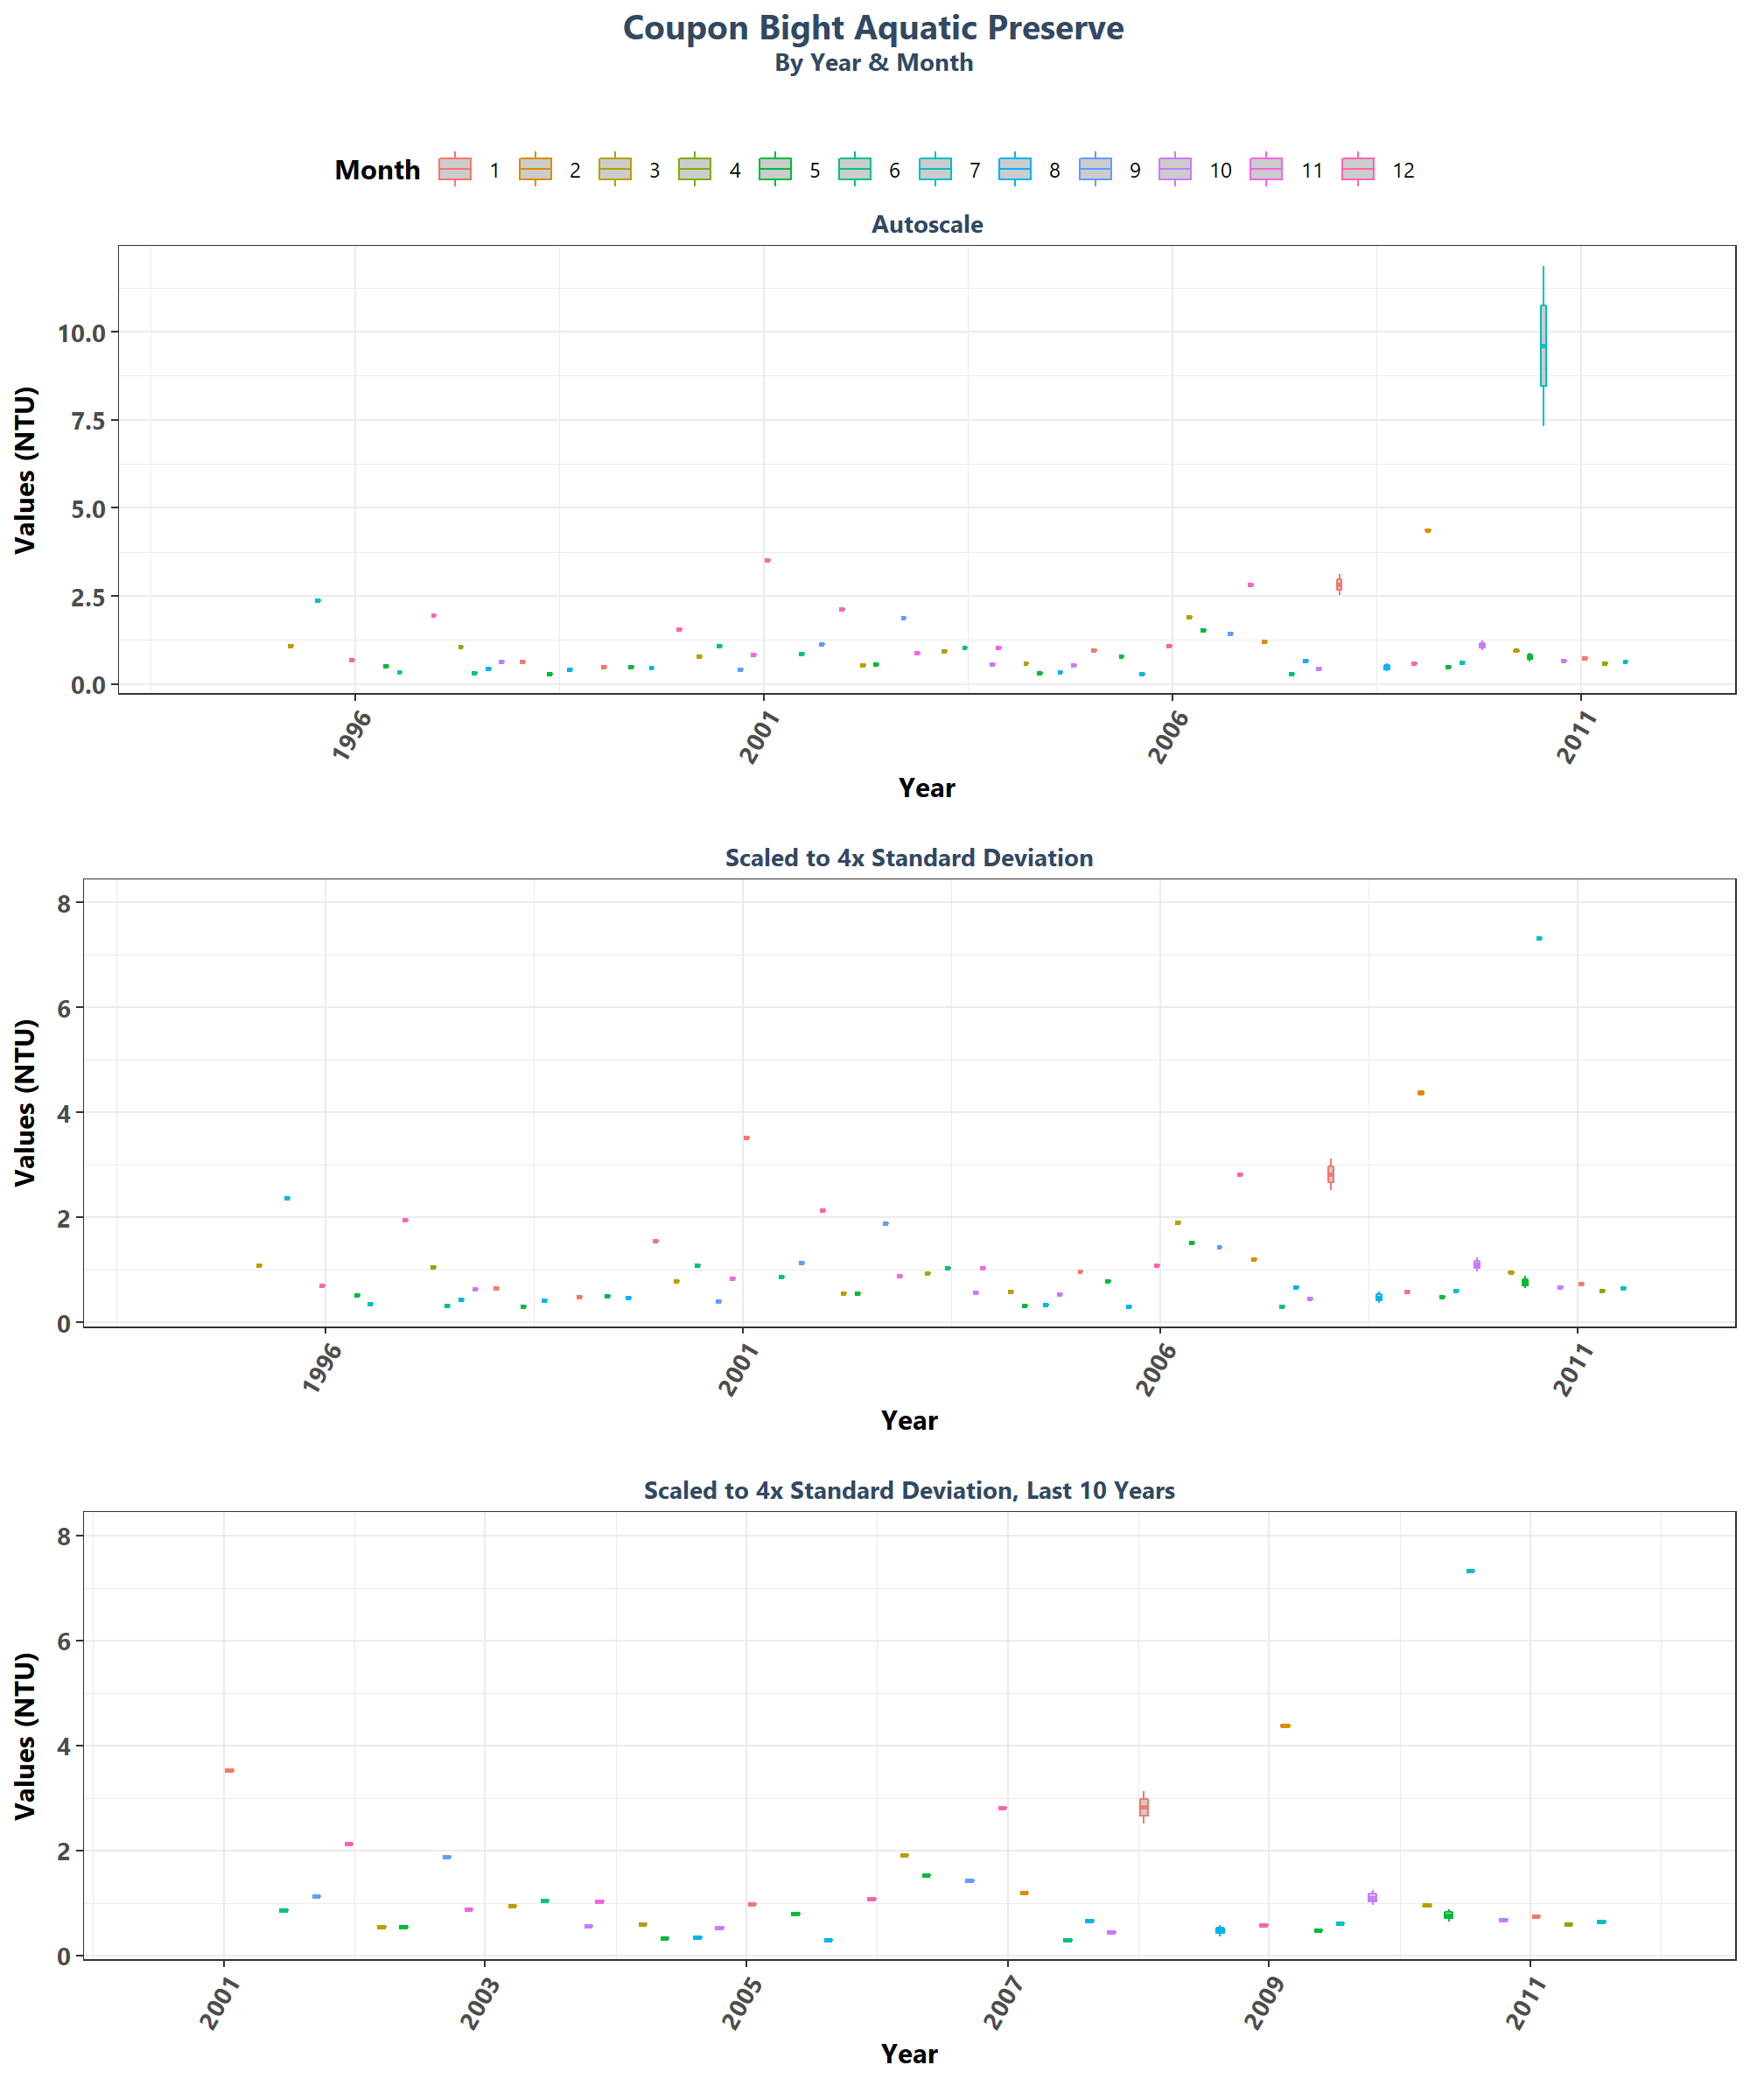 Coupon Bight Aquatic Preserve
By Year & Month
Month 1 2 3 4 5 6 7 8 9 10 11 12
Autoscale
Values (NTU)
10.0
7.5
5.0
2.5
0.0
1996 2001 2006 2011
Year
Scaled to 4x Standard Deviation
Values (NTU)
8
6
4
2
0
1996 2001 2006 2011
Year
Scaled to 4x Standard Deviation, Last 10 Years
Values (NTU)
8
6
4
2
0
2001 2003 2005 2007 2009 2011
Year